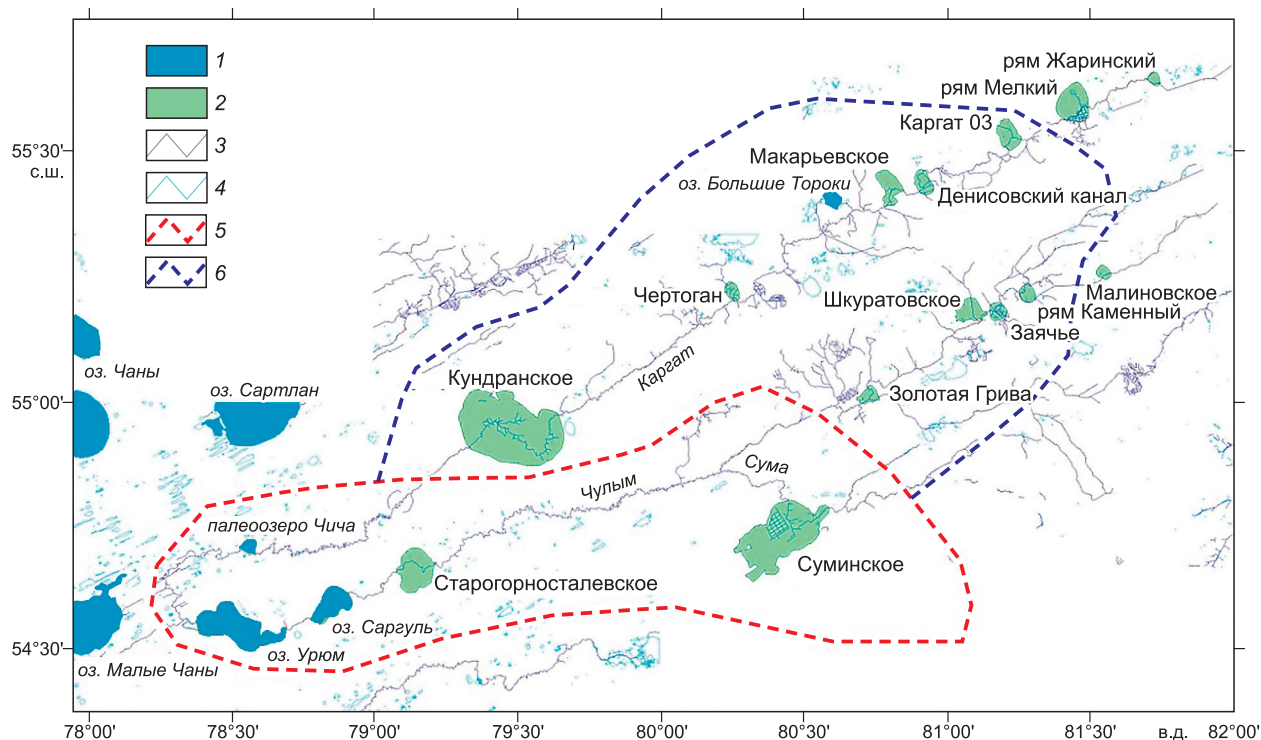 1
2
3
4
5
6
рям Жаринский
рям Мелкий
Каргат 03
55°30'
с.ш.
Макарьевское
оз. Большие Тороки
Денисовский канал
Чертоган
Шкуратовское
Малиновское
рям Каменный
Заячье
оз. Чаны
Каргат
Кундранское
оз. Сартлан
Золотая Грива
55°00'
Сума
Чулым
палеоозеро Чича
Суминское
Старогорносталевское
оз. Саргуль
54°30'
оз. Урюм
оз. Малые Чаны
78°00'
78°30'
79°00'
79°30'
80°00'
80°30'
81°00'
81°30'
в.д.
82°00'